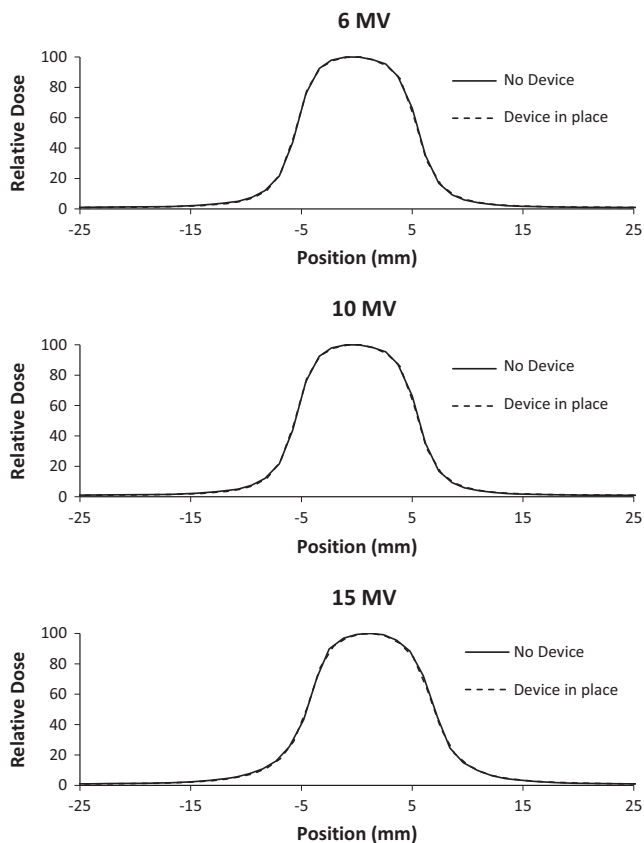 6 MV
100
80
60
40
20
0
Relative Dose
No Device
Device in place
-25 -15 -5 5 15 25
Position (mm)
10 MV
100
80
60
40
20
0
Relative Dose
No Device
Device in place
-25 -15 -5 5 15 25
Position (mm)
15 MV
100
80
60
40
20
0
Relative Dose
No Device
Device in place
-25 -15 -5 5 15 25
Position (mm)